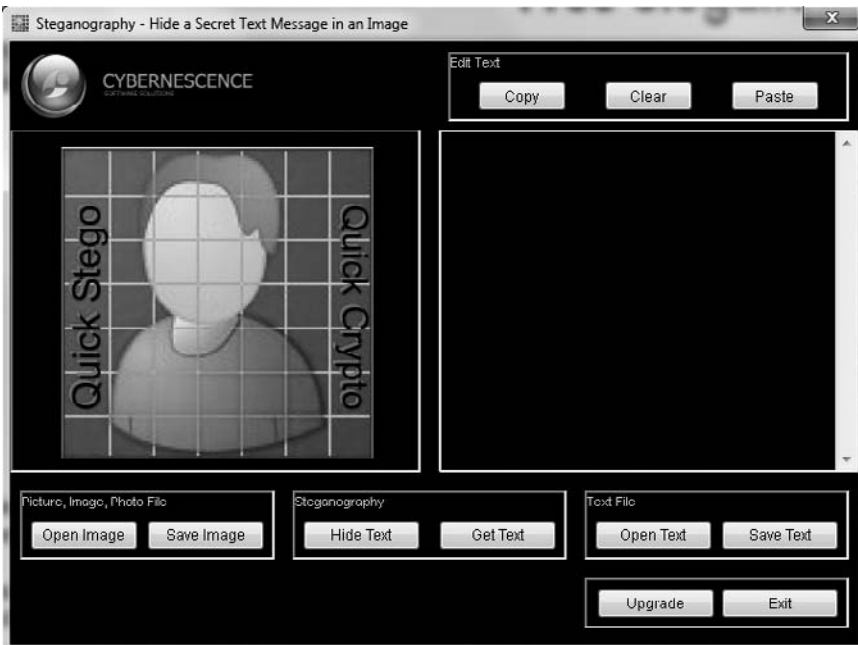 Steganography - Hide a Secret Text Message in an Image
X
CYBERNESCENCE
SOFTWARE SOLUTIONS
Edit Text
Copy Clear Paste
Quick Stego
Quick Crypto
Picture, Image, Photo File
Open Image Save Image
Steganography
Hide Text Get Text
Text File
Open Text Save Text
Upgrade Exit